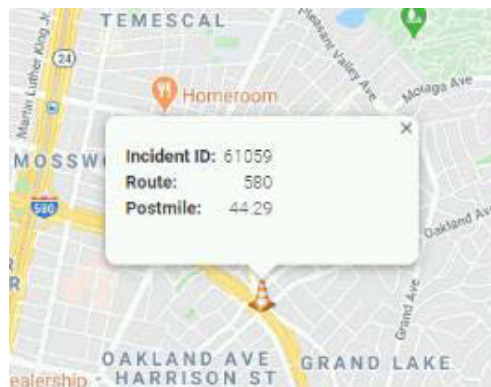 TEMESCAL
Pleasant Valley Ave
Martin Luther King Jr
24
Homeroom
Moraga Ave
Incident ID: 61059
Route: 580
Postmile: 44.29
MOSSW
580
Oakland Av
Grand Ave
R
OAKLAND AVE
HARRISON ST
GRAND LAKE
ealership